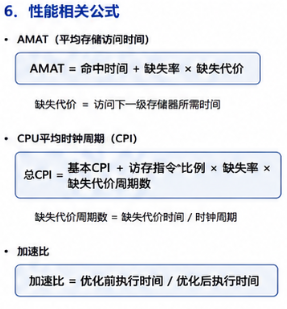 6. 性能相关公式
• AMAT（平均存储访问时间）
AMAT = 命中时间 + 缺失率 × 缺失代价
缺失代价 = 访问下一级存储器所需时间
• CPU平均时钟周期（CPI）
总CPI = 基本CPI + 访存指令"比例 × 缺失率 ×
缺失代价周期数
缺失代价周期数 = 缺失代价时间 / 时钟周期
• 加速比
加速比 = 优化前执行时间 / 优化后执行时间